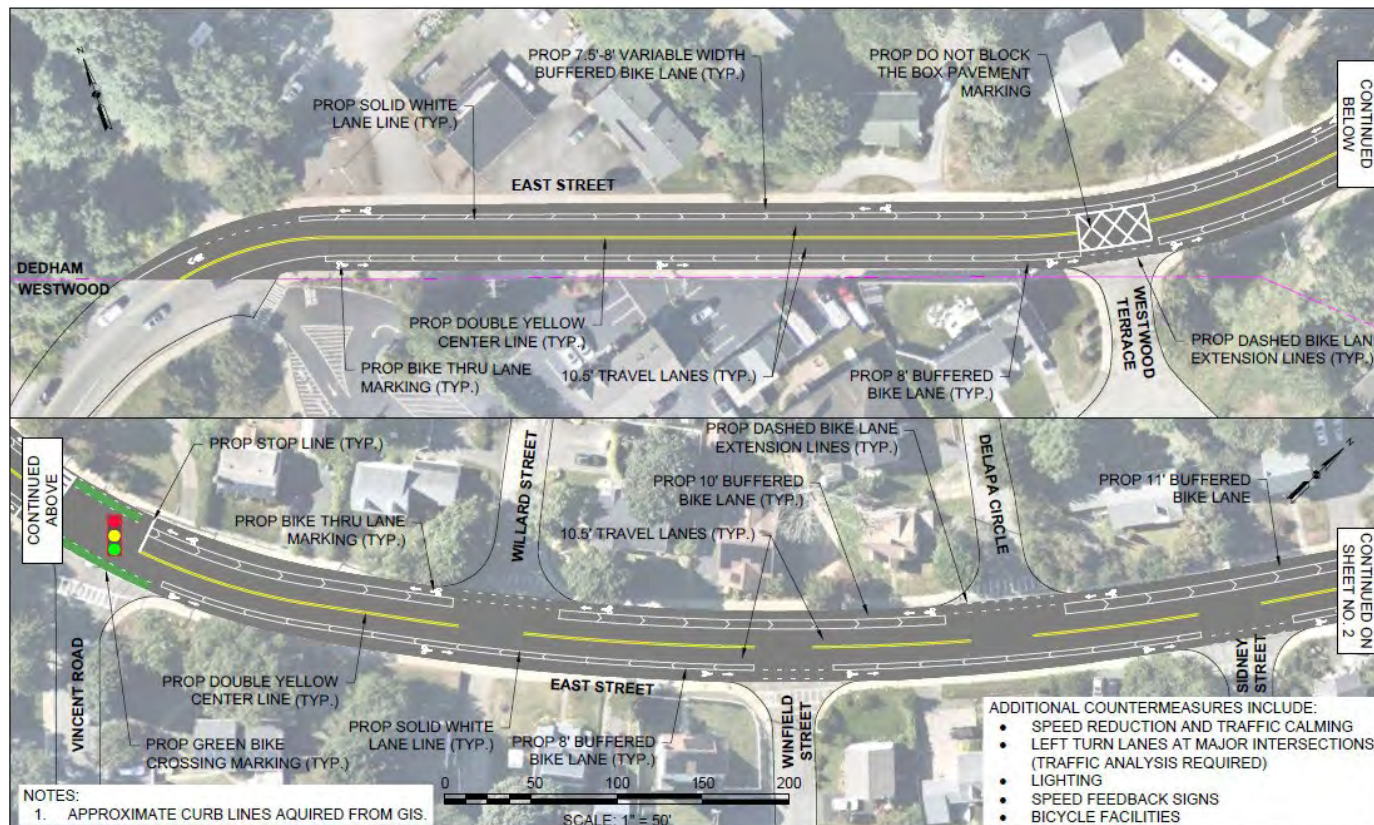 N
PROP 7.5'-8' VARIABLE WIDTH
BUFFERED BIKE LANE (TYP.)
PROP DO NOT BLOCK
THE BOX PAVEMENT
MARKING
PROP SOLID WHITE
LANE LINE (TYP.)
CONTINUED
BELOW
EAST STREET
DEDHAM
WESTWOOD
PROP DOUBLE YELLOW
CENTER LINE (TYP.)
PROP BIKE THRU LANE
MARKING (TYP.)
10.5' TRAVEL LANES (TYP.)
PROP 8' BUFFERED
BIKE LANE (TYP.)
WESTWOOD
TERRACE
PROP DASHED BIKE LANE
EXTENSION LINES (TYP.)
CONTINUED
ABOVE
PROP STOP LINE (TYP.)
PROP BIKE THRU LANE
MARKING (TYP.)
WILLARD STREET
PROP DASHED BIKE LANE
EXTENSION LINES (TYP.)
PROP 10' BUFFERED
BIKE LANE (TYP.)
10.5' TRAVEL LANES (TYP.)
DELAPA CIRCLE
PROP 11' BUFFERED
BIKE LANE
N
CONTINUED ON
SHEET NO. 2
VINCENT ROAD
PROP DOUBLE YELLOW
CENTER LINE (TYP.)
PROP GREEN BIKE
CROSSING MARKING (TYP.)
EAST STREET
PROP SOLID WHITE
LANE LINE (TYP.)
PROP 8' BUFFERED
BIKE LANE (TYP.)
WINFIELD
STREET
SIDNEY
STREET
ADDITIONAL COUNTERMEASURES INCLUDE:
• SPEED REDUCTION AND TRAFFIC CALMING
• LEFT TURN LANES AT MAJOR INTERSECTIONS
(TRAFFIC ANALYSIS REQUIRED)
• LIGHTING
• SPEED FEEDBACK SIGNS
• BICYCLE FACILITIES
NOTES:
1. APPROXIMATE CURB LINES AQUIRED FROM GIS.
0 50 100 150 200
SCALE: 1" = 50'